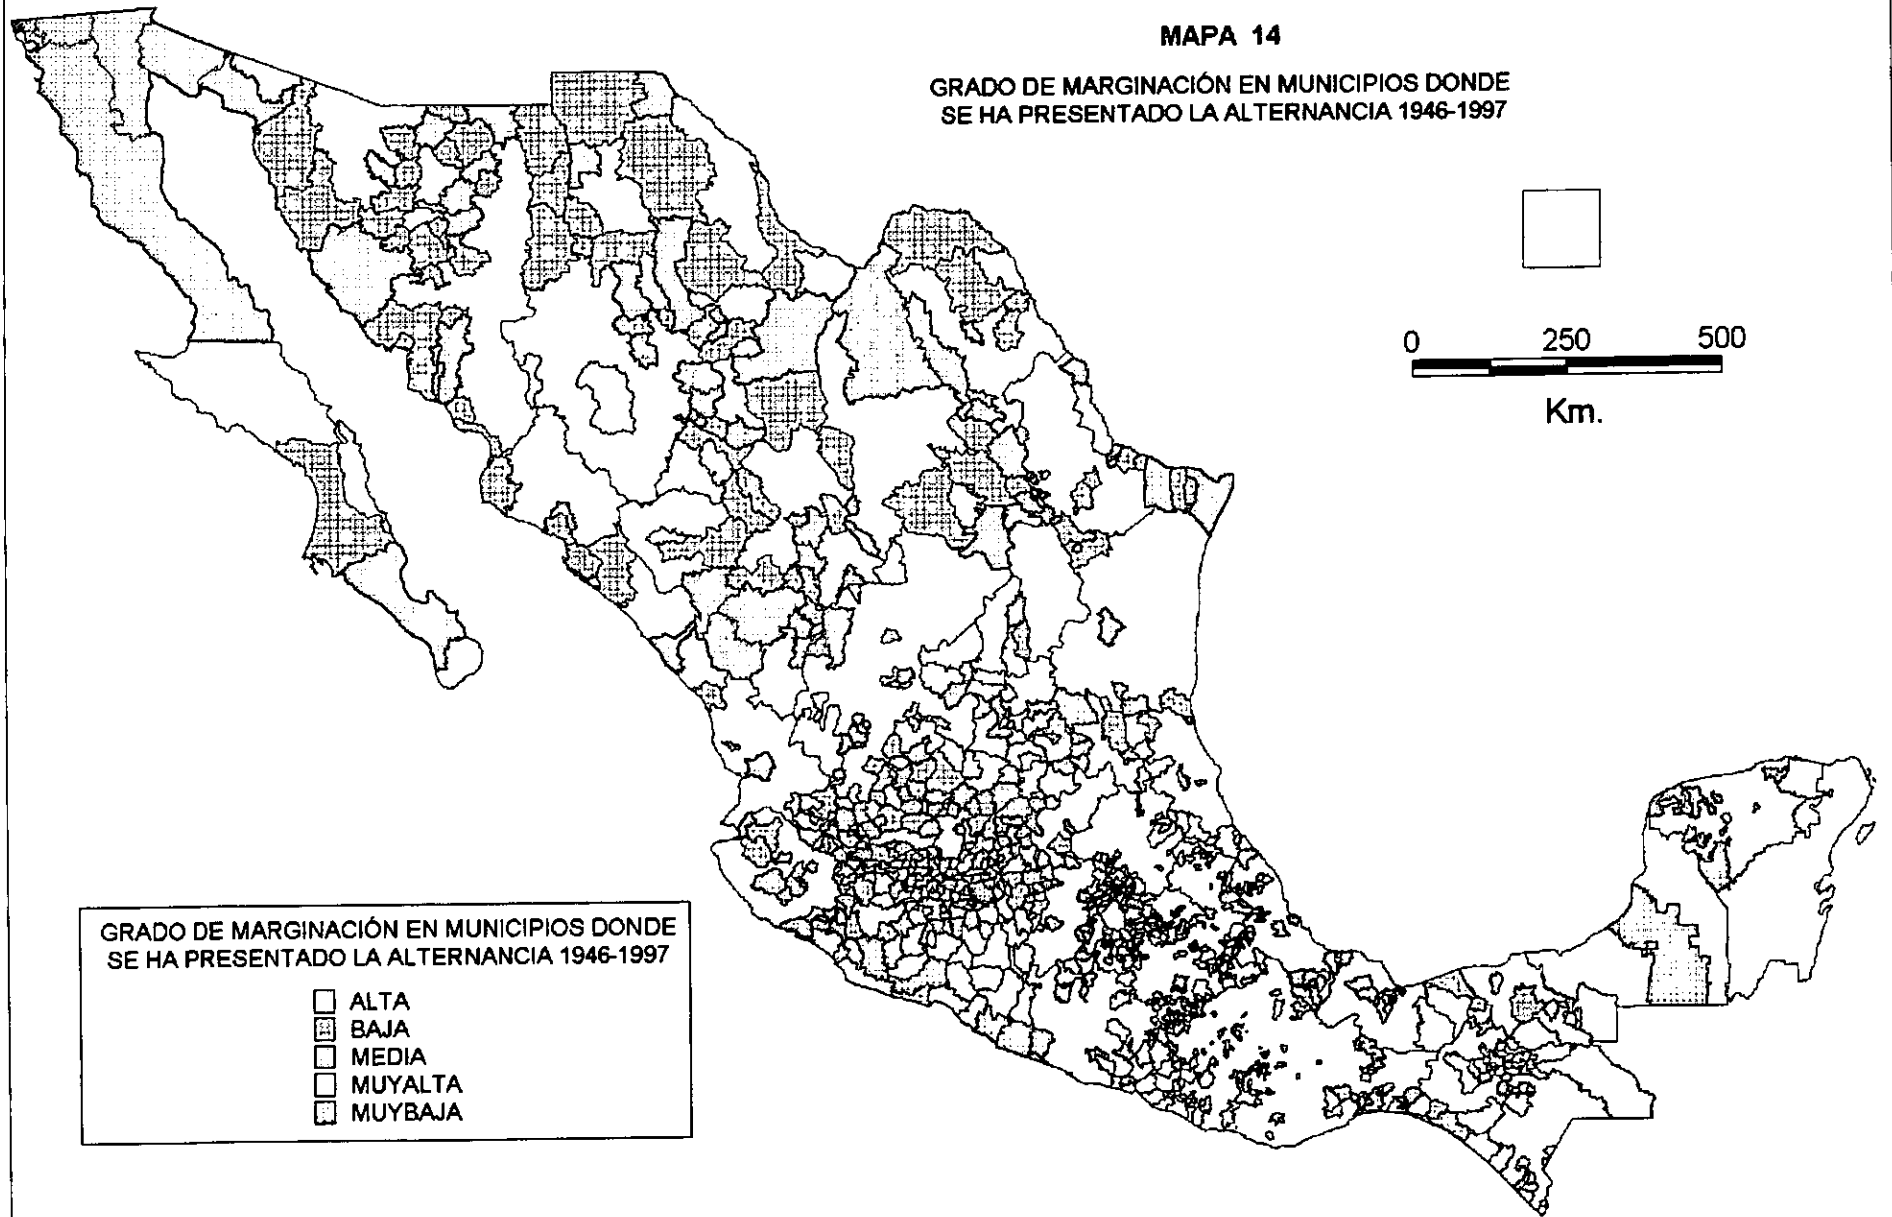 MAPA 14
GRADO DE MARGINACIÓN EN MUNICIPIOS DONDE
SE HA PRESENTADO LA ALTERNANCIA 1946-1997
0 250 500
Km.
GRADO DE MARGINACIÓN EN MUNICIPIOS DONDE
SE HA PRESENTADO LA ALTERNANCIA 1946-1997
ALTA
BAJA
MEDIA
MUYALTA
MUYBAJA